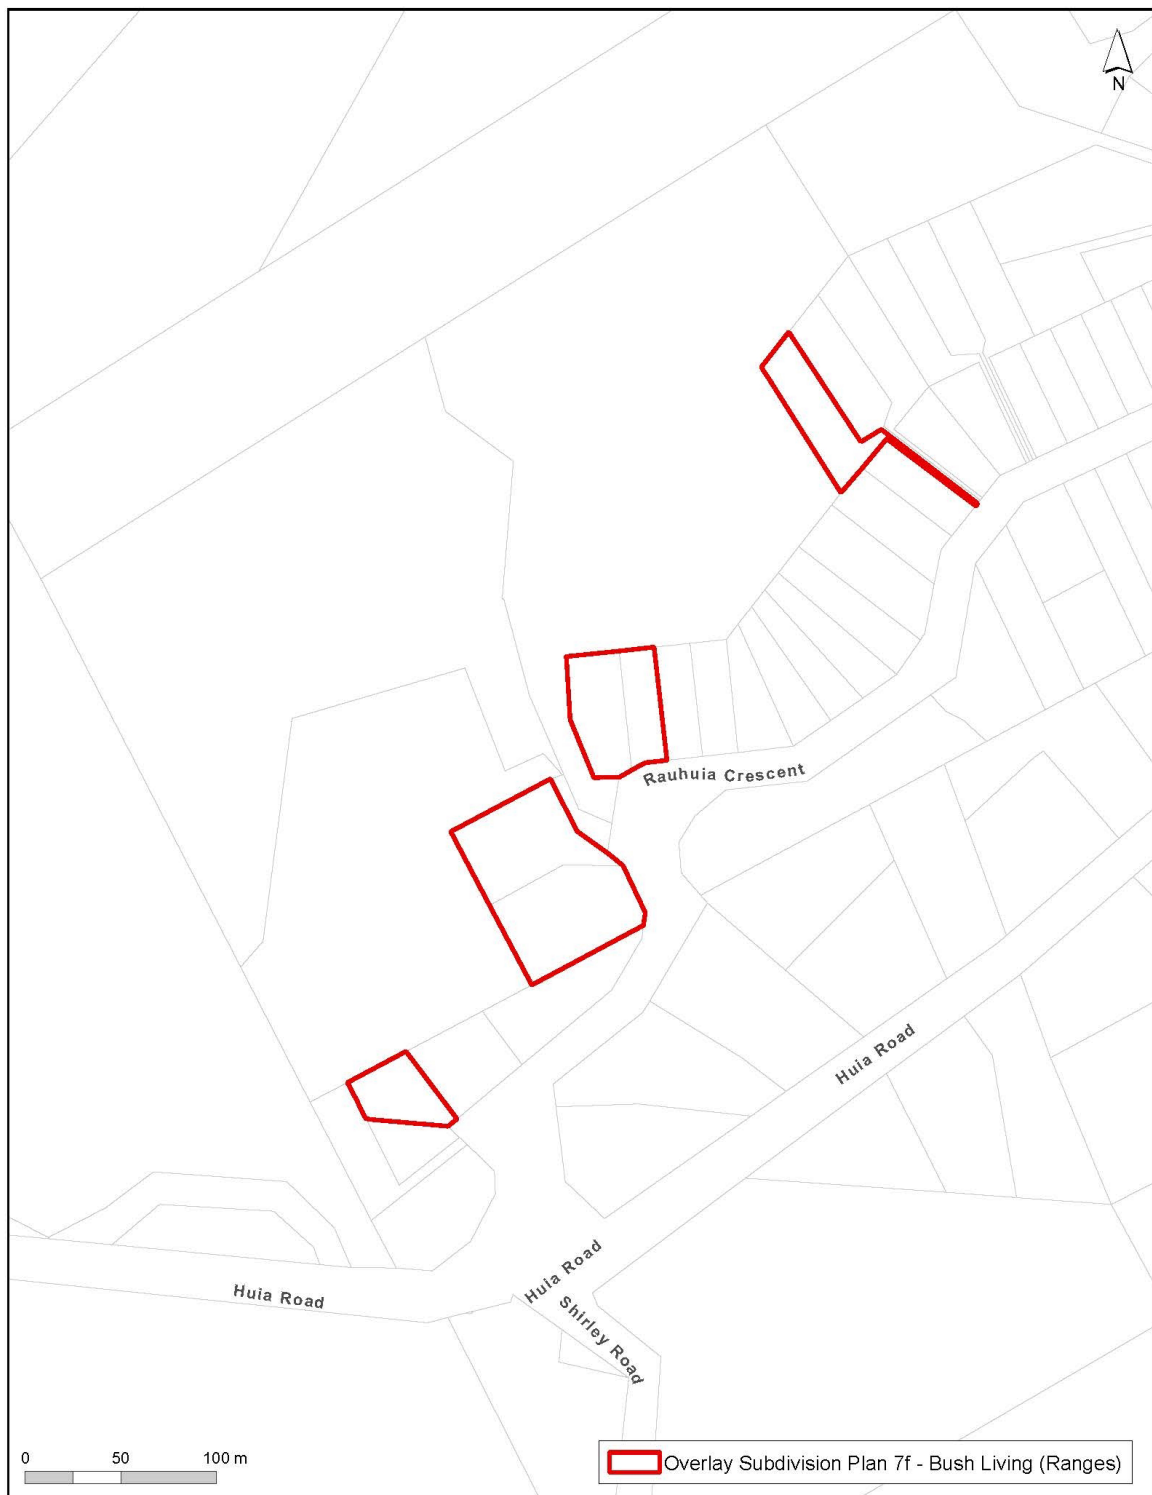 N
Rauhuia Crescent
Huia Road
Huia Road
Huia Road
Shirley Road
0 50 100 m
Overlay Subdivision Plan 7f - Bush Living (Ranges)